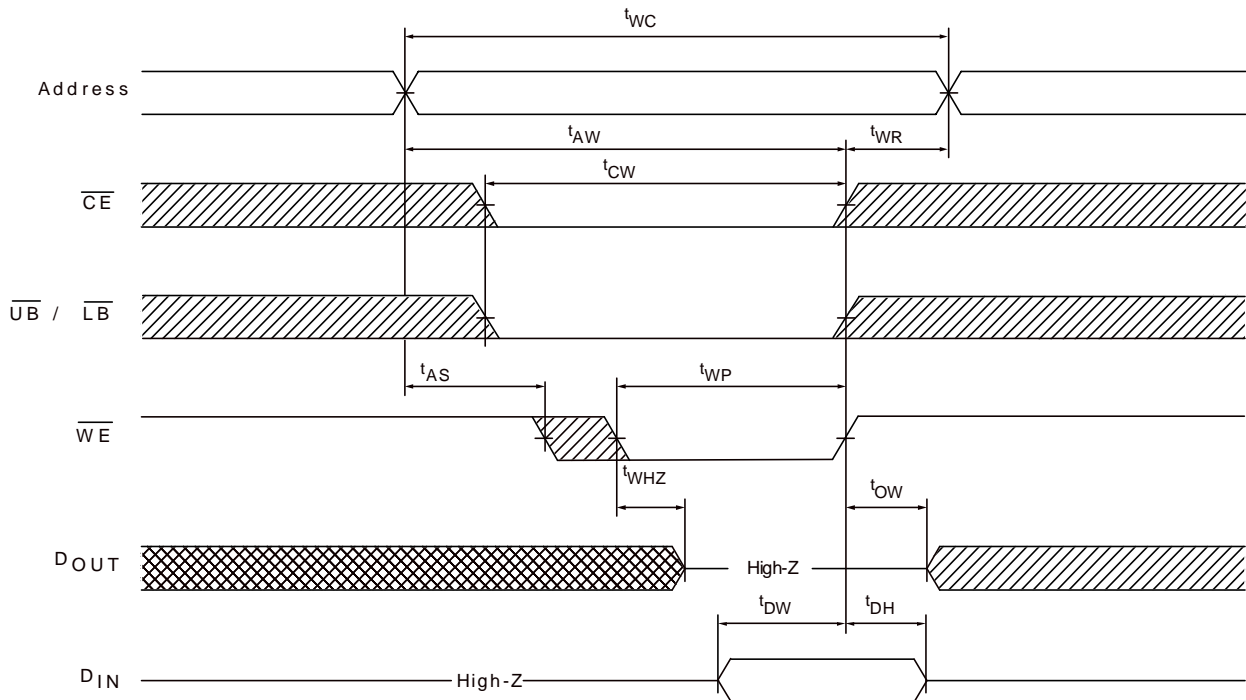 tWC
Address
tAW
tWR
tCW
CE
UB / LB
tAS
tWP
WE
tWHZ
tOW
DOUT
High-Z
tDW
tDH
DIN
High-Z